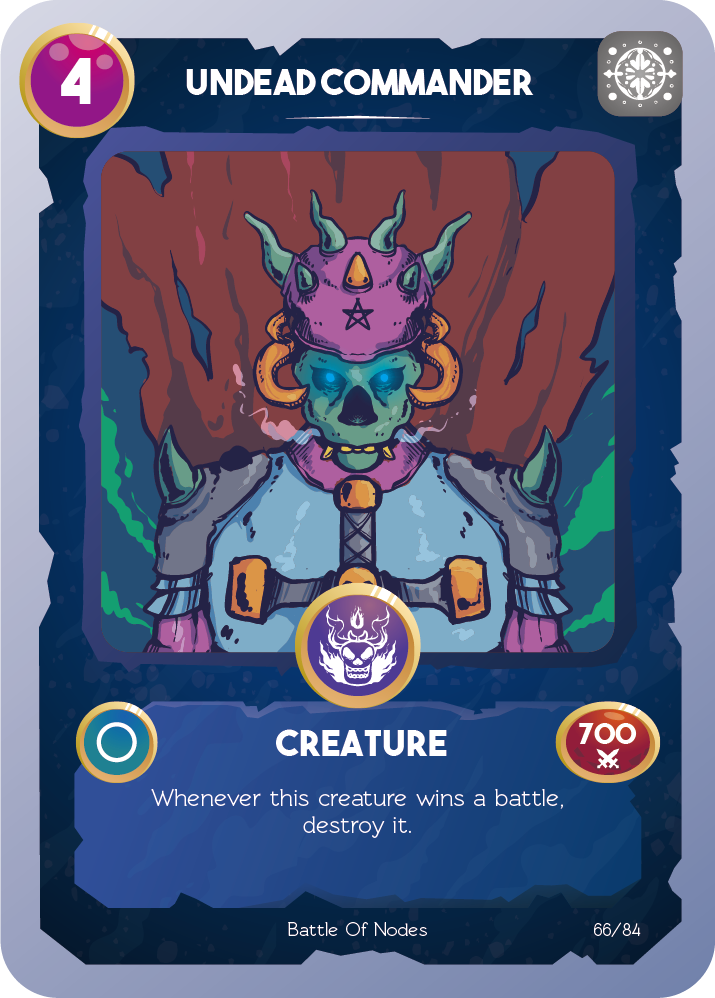 4
UNDEAD COMMANDER
CREATURE
700
Whenever this creature wins a battle,
destroy it.
Battle Of Nodes
66/84